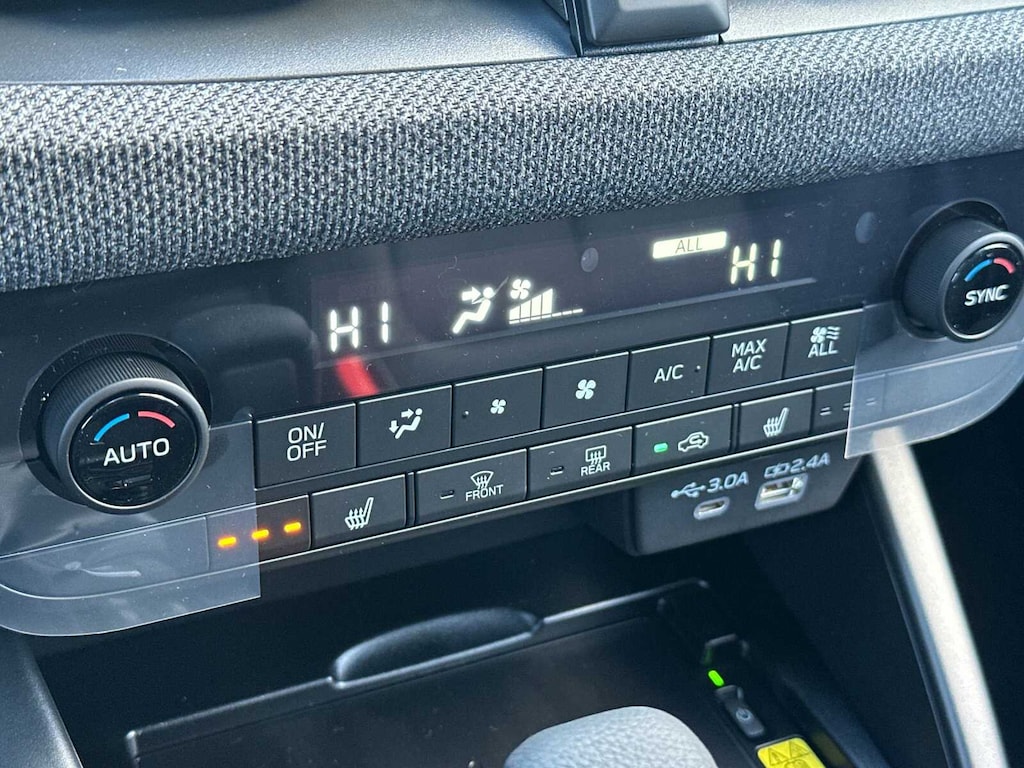 ALL
HI
HI
SYNC
AUTO
ON/
OFF
A/C
MAX
A/C
ALL
FRONT
REAR
3.0A
2.4A